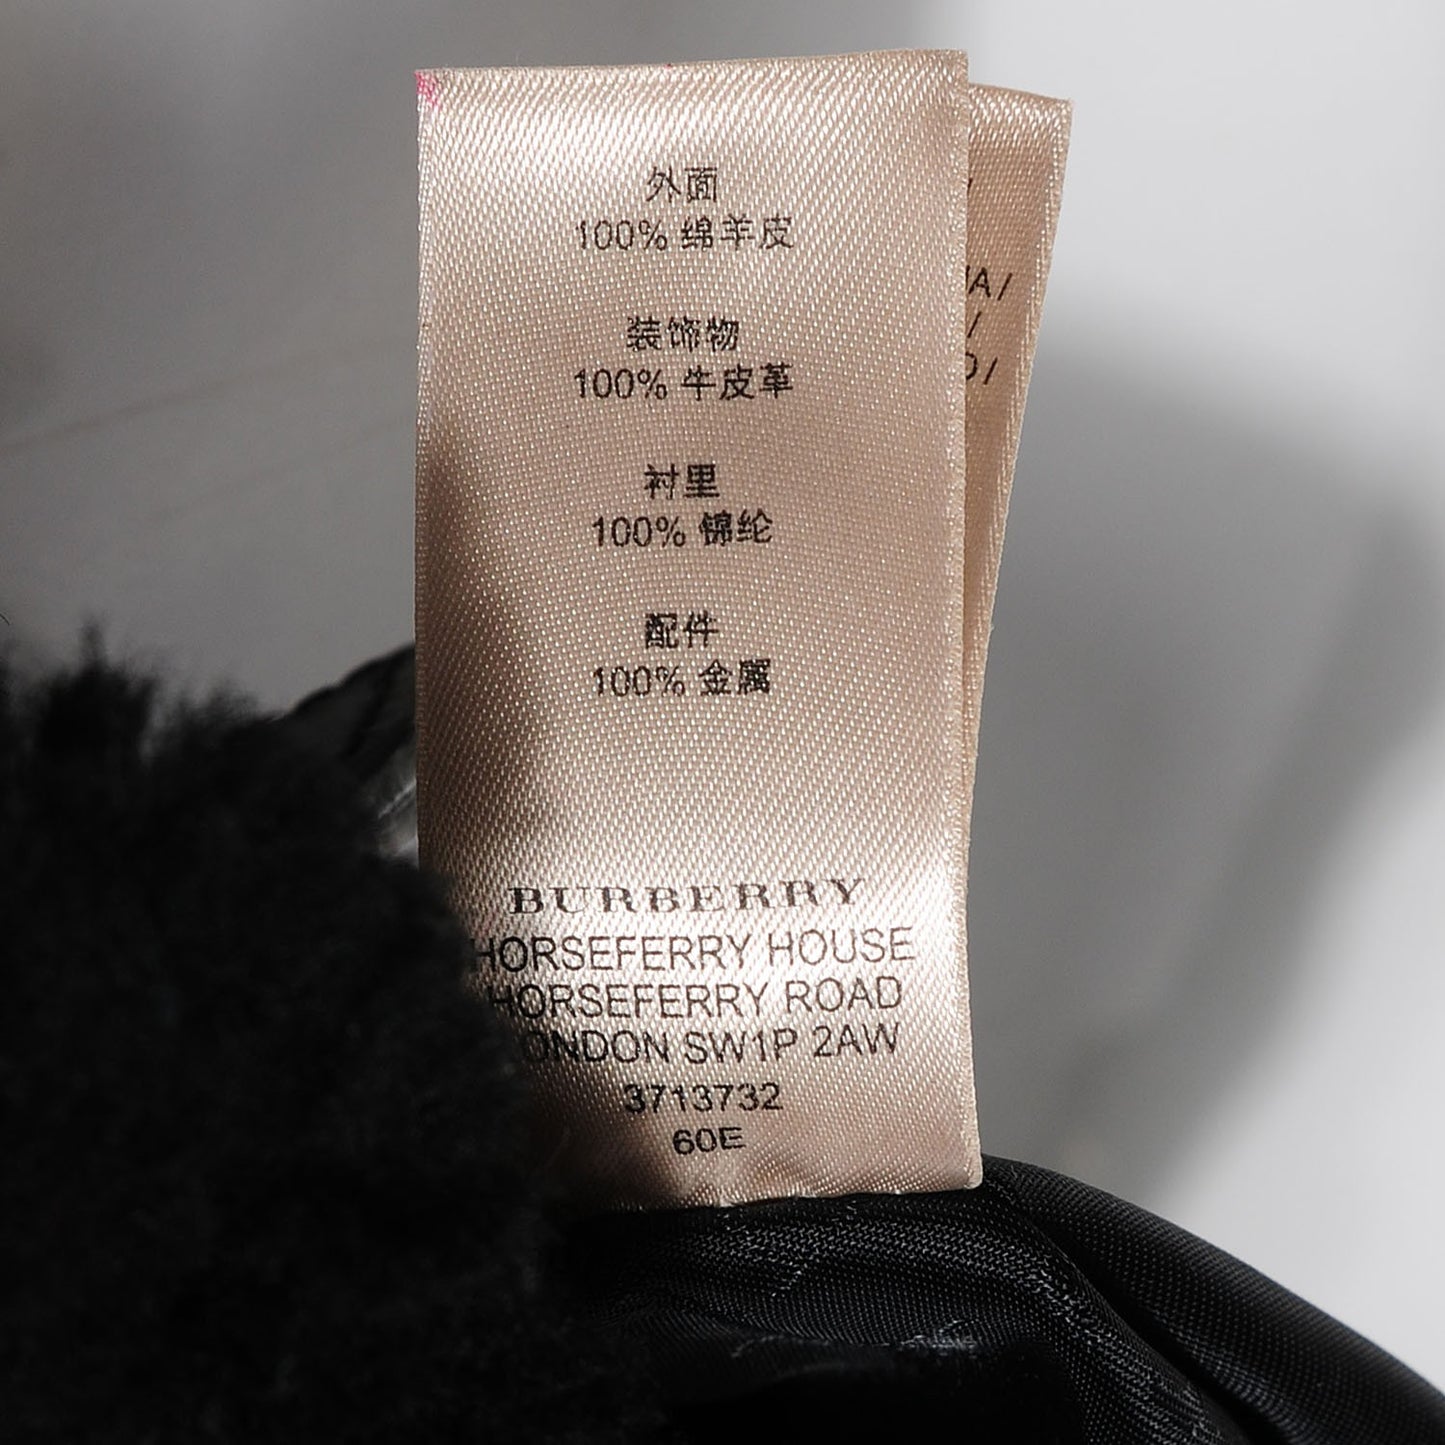 外面
100% 绵羊皮
装饰物
100% 牛皮革
衬里
100% 锦纶
配件
100% 金属
BURBERRY
HORSEFERRY HOUSE
HORSEFERRY ROAD
LONDON SW1P 2AW
3713732
60E